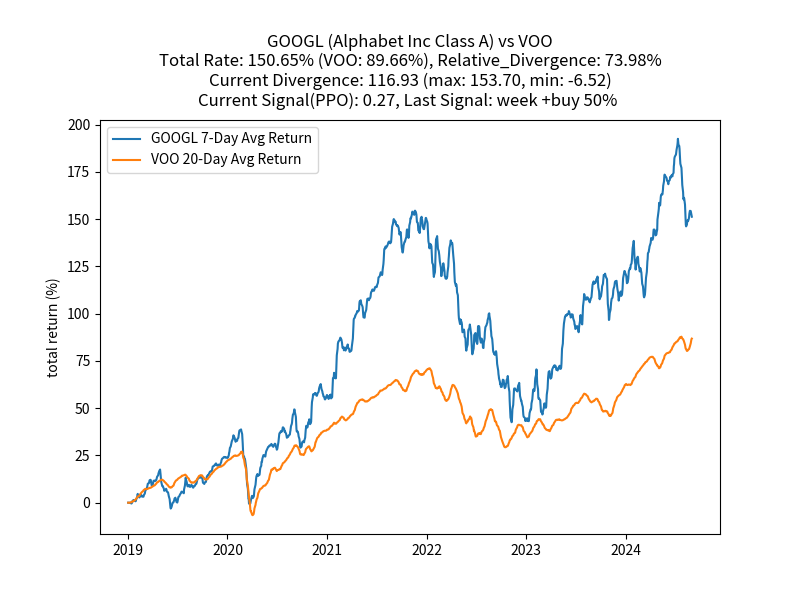 GOOGL (Alphabet Inc Class A) vs VOO
Total Rate: 150.65% (VOO: 89.66%), Relative_Divergence: 73.98%
Current Divergence: 116.93 (max: 153.70, min: -6.52)
Current Signal(PPO): 0.27, Last Signal: week +buy 50%
GOOGL 7-Day Avg Return
VOO 20-Day Avg Return
total return (%)
200
175
150
125
100
75
50
25
0
2019
2020
2021
2022
2023
2024